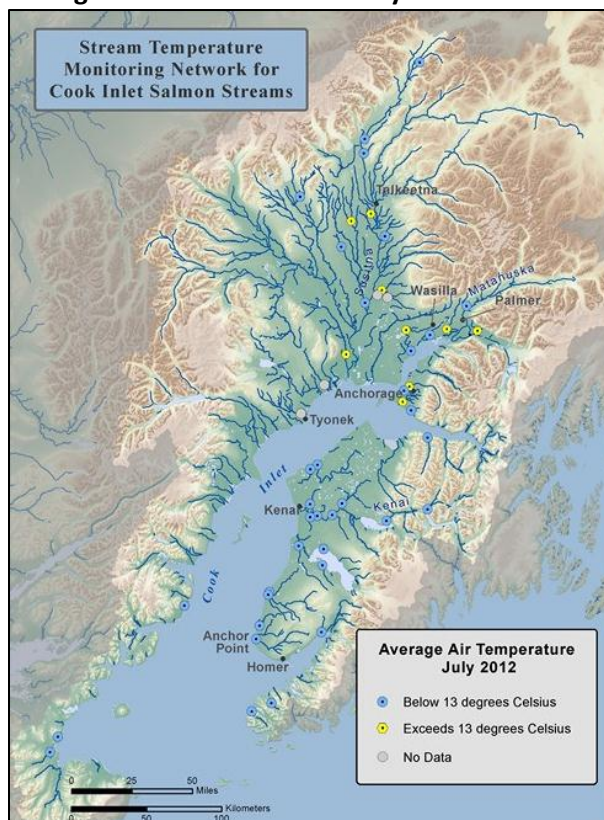 Stream Temperature
Monitoring Network for
Cook Inlet Salmon Streams
Talkeetna
Susitna
Matanuska
Wasilla
Palmer
Anchorage
Tyonek
Inlet
Kenai
Kenai
Cook
Anchor
Point
Homer
Average Air Temperature
July 2012
Below 13 degrees Celsius
Exceeds 13 degrees Celsius
No Data
0 25 50
Miles
0 50 100
Kilometers